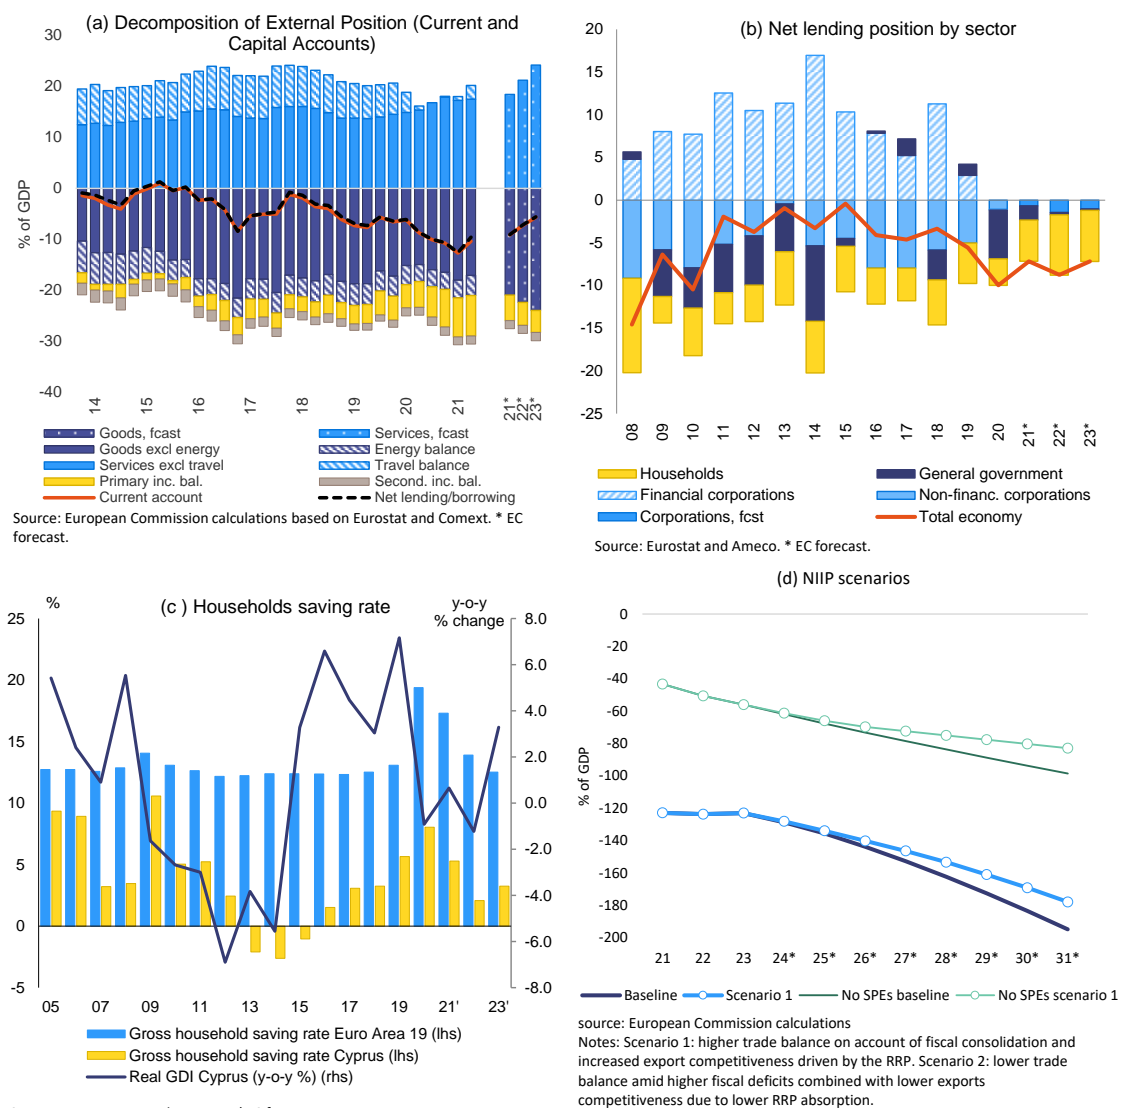 (a) Decomposition of External Position (Current and
Capital Accounts)
% of GDP
30
20
10
0
-10
-20
-30
-40
14
15
16
17
18
19
20
21
21*
22*
23*
Goods, fcast
Services, fcast
Goods excl energy
Energy balance
Services excl travel
Travel balance
Primary inc. bal.
Second. inc. bal.
Current account
Net lending/borrowing
Source: European Commission calculations based on Eurostat and Comext. * EC
forecast.
(b) Net lending position by sector
20
15
10
5
0
-5
-10
-15
-20
-25
08
09
10
11
12
13
14
15
16
17
18
19
20
21*
22*
23*
Households
General government
Financial corporations
Non-financ. corporations
Corporations, fcst
Total economy
Source: Eurostat and Ameco. * EC forecast.
(c ) Households saving rate
%
y-o-y
% change
25
20
15
10
5
0
-5
8.0
6.0
4.0
2.0
0.0
-2.0
-4.0
-6.0
-8.0
05
07
09
11
13
15
17
19
21'
23'
Gross household saving rate Euro Area 19 (lhs)
Gross household saving rate Cyprus (lhs)
Real GDI Cyprus (y-o-y %) (rhs)
(d) NIIP scenarios
% of GDP
0
-20
-40
-60
-80
-100
-120
-140
-160
-180
-200
21
22
23
24*
25*
26*
27*
28*
29*
30*
31*
Baseline
Scenario 1
No SPEs baseline
No SPEs scenario 1
source: European Commission calculations
Notes: Scenario 1: higher trade balance on account of fiscal consolidation and
increased export competitiveness driven by the RRP. Scenario 2: lower trade
balance amid higher fiscal deficits combined with lower exports
competitiveness due to lower RRP absorption.